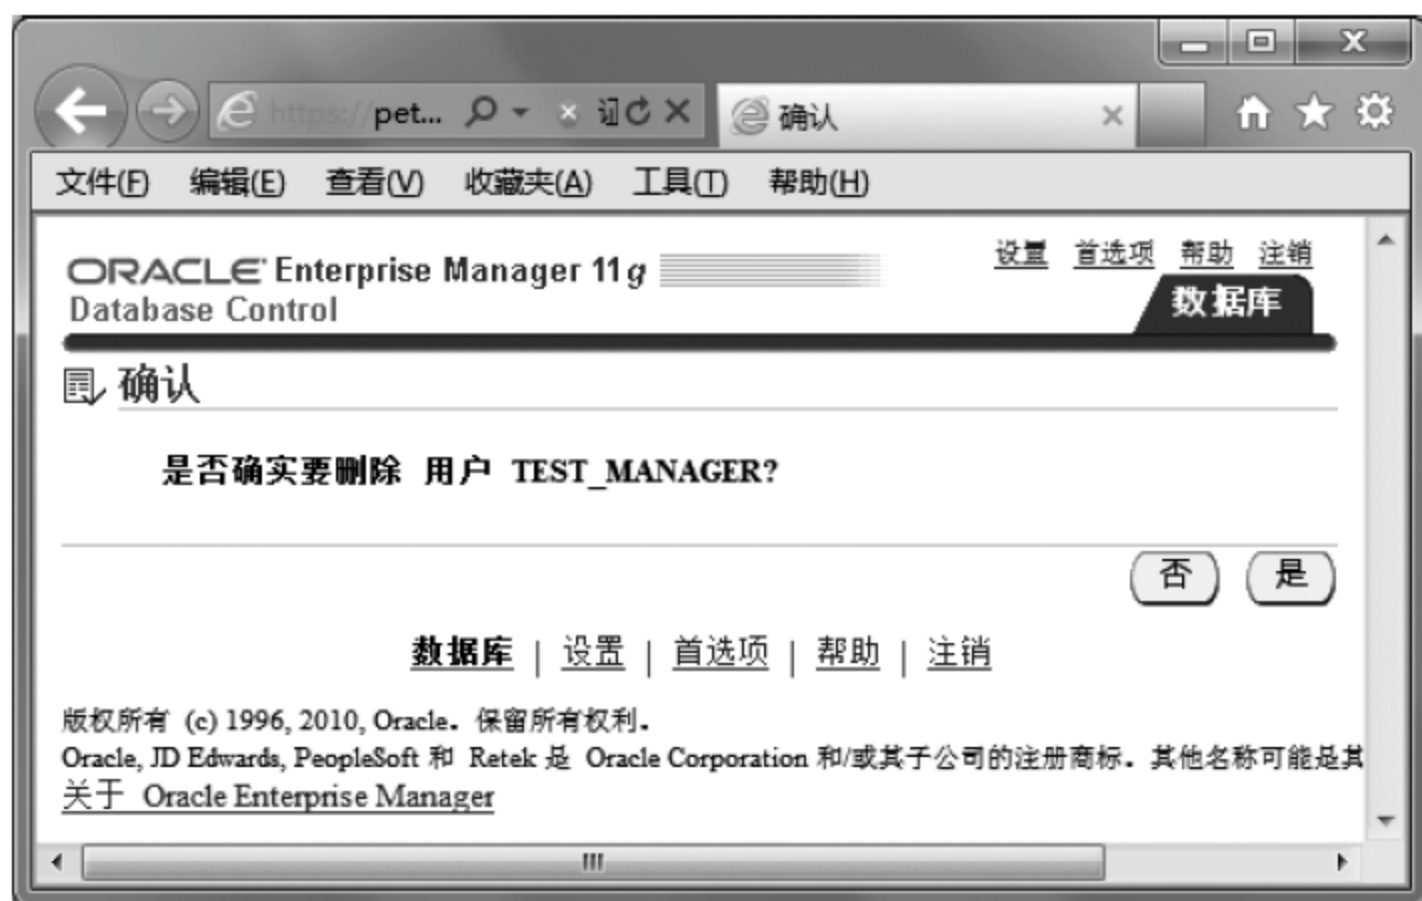 https://pet... 证 确认
文件(F) 编辑(E) 查看(V) 收藏夹(A) 工具(T) 帮助(H)
设置 首选项 帮助 注销
ORACLE Enterprise Manager 11g
Database Control
数据库
确认
是否确实要删除 用户 TEST_MANAGER?
否 是
数据库 | 设置 | 首选项 | 帮助 | 注销
版权所有 (c) 1996, 2010, Oracle。保留所有权利。
Oracle, JD Edwards, PeopleSoft 和 Retek 是 Oracle Corporation 和/或其子公司的注册商标。其他名称可能是其
关于 Oracle Enterprise Manager